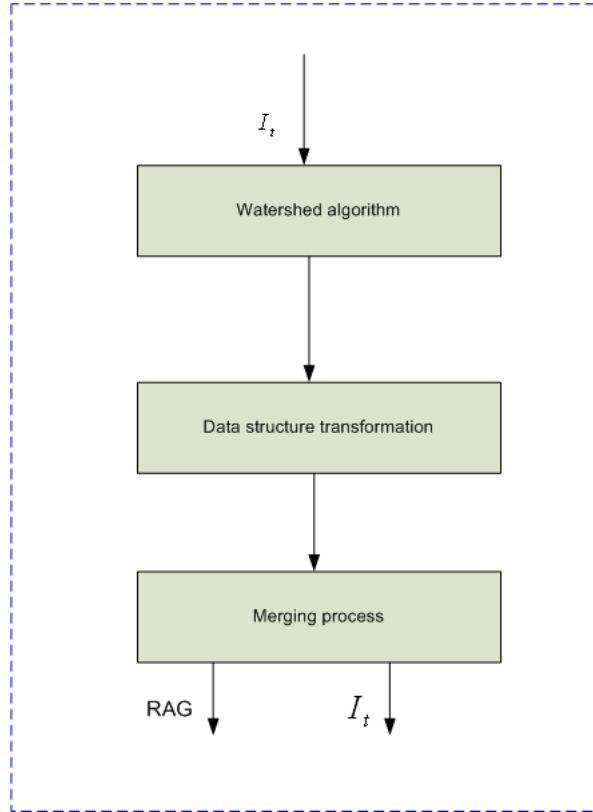 I_t
Watershed algorithm
Data structure transformation
Merging process
RAG
I_t